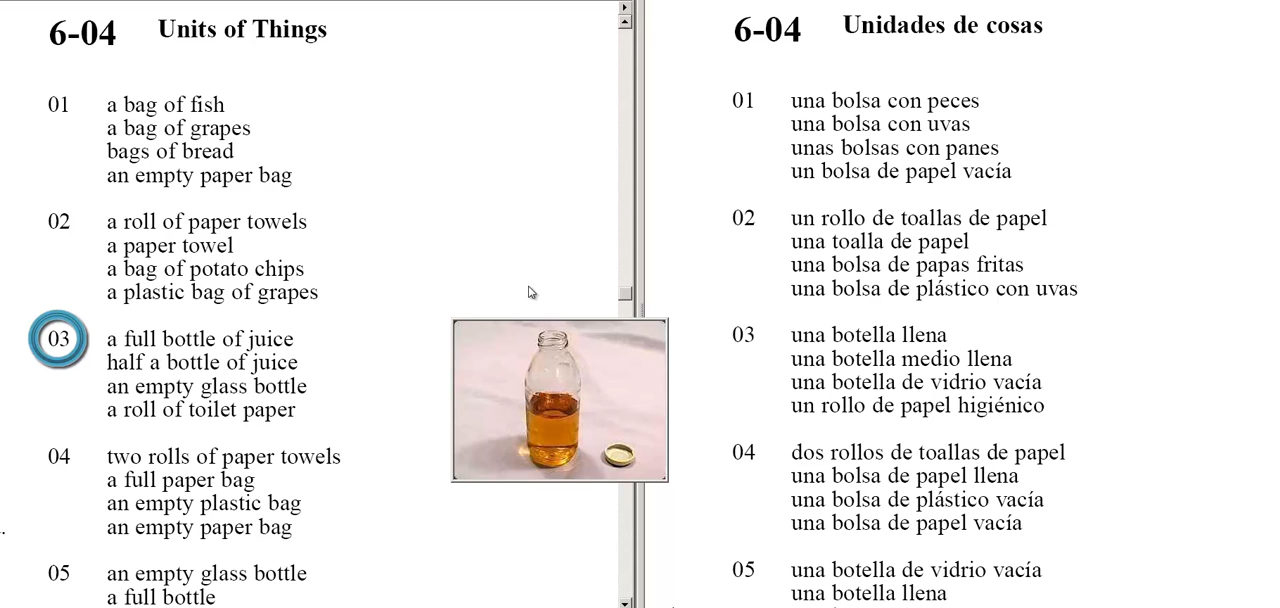 6-04 Units of Things
01 a bag of fish
a bag of grapes
bags of bread
an empty paper bag
02 a roll of paper towels
a paper towel
a bag of potato chips
a plastic bag of grapes
03 a full bottle of juice
half a bottle of juice
an empty glass bottle
a roll of toilet paper
04 two rolls of paper towels
a full paper bag
an empty plastic bag
an empty paper bag
05 an empty glass bottle
a full bottle
6-04 Unidades de cosas
01 una bolsa con peces
una bolsa con uvas
unas bolsas con panes
un bolsa de papel vacía
02 un rollo de toallas de papel
una toalla de papel
una bolsa de papas fritas
una bolsa de plástico con uvas
03 una botella llena
una botella medio llena
una botella de vidrio vacía
un rollo de papel higiénico
04 dos rollos de toallas de papel
una bolsa de papel llena
una bolsa de plástico vacía
una bolsa de papel vacía
05 una botella de vidrio vacía
una botella llena